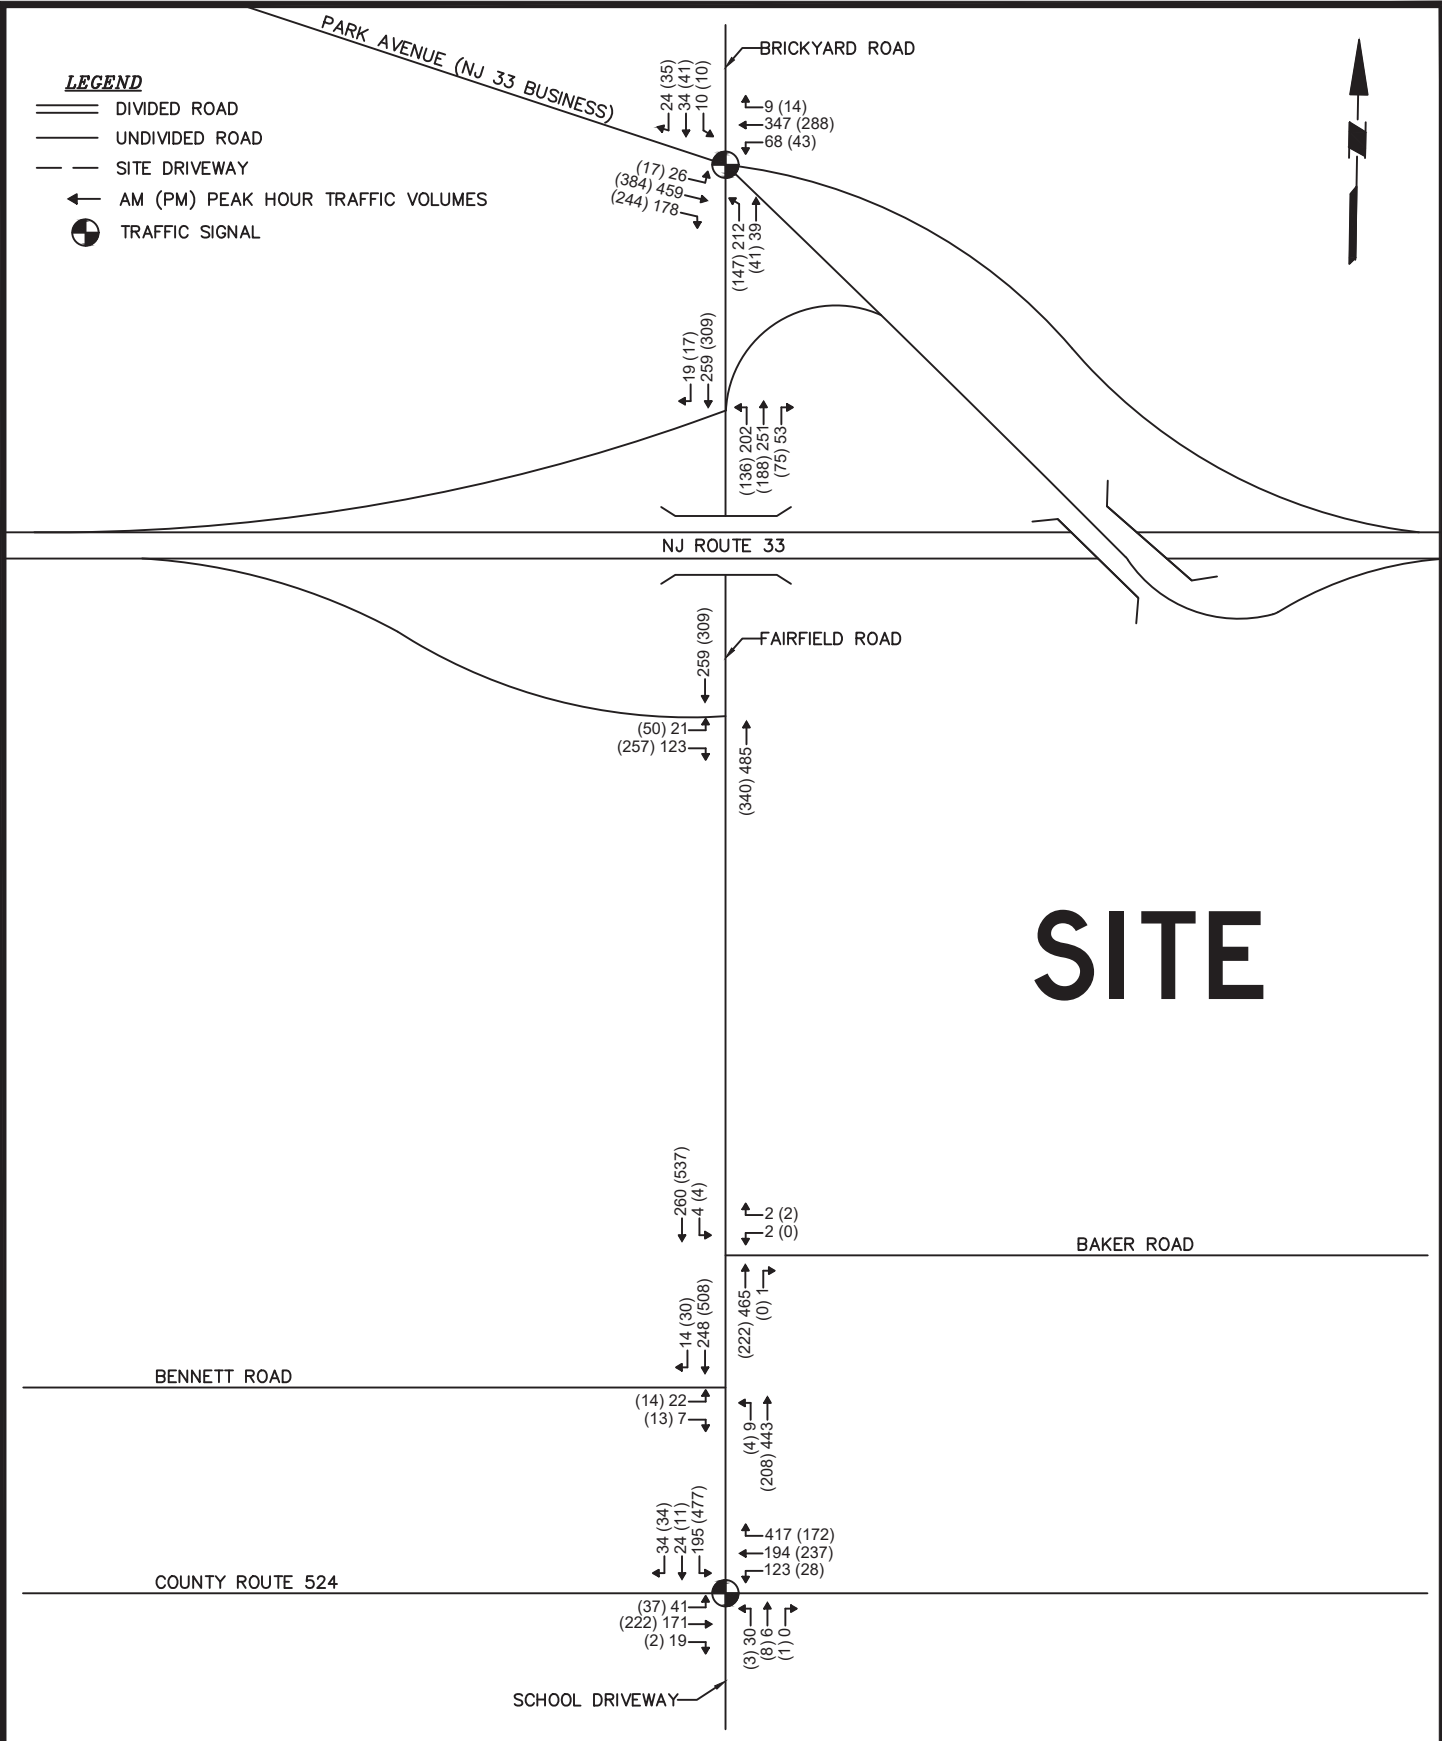 PARK AVENUE (NJ 33 BUSINESS)
BRICKYARD ROAD
LEGEND
DIVIDED ROAD
UNDIVIDED ROAD
SITE DRIVEWAY
AM (PM) PEAK HOUR TRAFFIC VOLUMES
TRAFFIC SIGNAL
24 (35)
34 (41)
10 (10)
9 (14)
347 (288)
68 (43)
(17) 26
(384) 459
(244) 178
(147) 212
(41) 39
19 (17)
259 (309)
(136) 202
(188) 251
(75) 53
NJ ROUTE 33
259 (309)
FAIRFIELD ROAD
(50) 21
(257) 123
(340) 485
SITE
260 (537)
4 (4)
2 (2)
2 (0)
BAKER ROAD
14 (30)
248 (508)
(222) 465
(0) 1
BENNETT ROAD
(14) 22
(13) 7
(4) 9
(208) 443
34 (34)
24 (11)
195 (477)
417 (172)
194 (237)
123 (28)
COUNTY ROUTE 524
(37) 41
(222) 171
(2) 19
(3) 30
(8) 6
(1) 0
SCHOOL DRIVEWAY